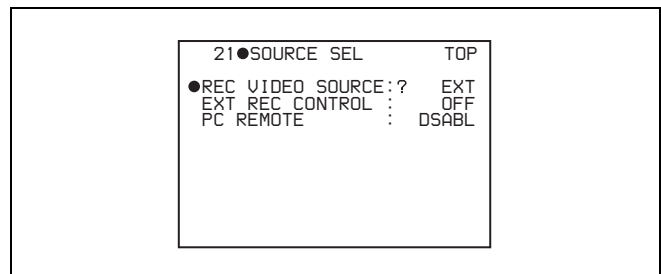 21●SOURCE SEL TOP
●REC VIDEO SOURCE:? EXT
EXT REC CONTROL : OFF
PC REMOTE : DSABL